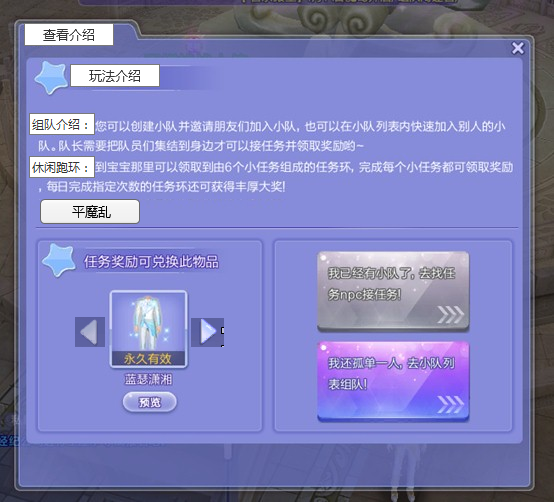 查看介绍
玩法介绍
组队介绍：您可以创建小队并邀请朋友们加入小队，也可以在小队列表内快速加入别人的小
队。队长需要把队员们集结到身边才可以接任务并领取奖励哟~
休闲跑环：到宝宝那里可以领取到由6个小任务组成的任务环，完成每个小任务都可领取奖励
，每日完成指定次数的任务环还可获得丰厚大奖！
平魔乱
任务奖励可兑换此物品
永久有效
蓝瑟潇湘
预览
我已经有小队了，去找任
务npc接任务！
我还孤单一人，去小队列
表组队！